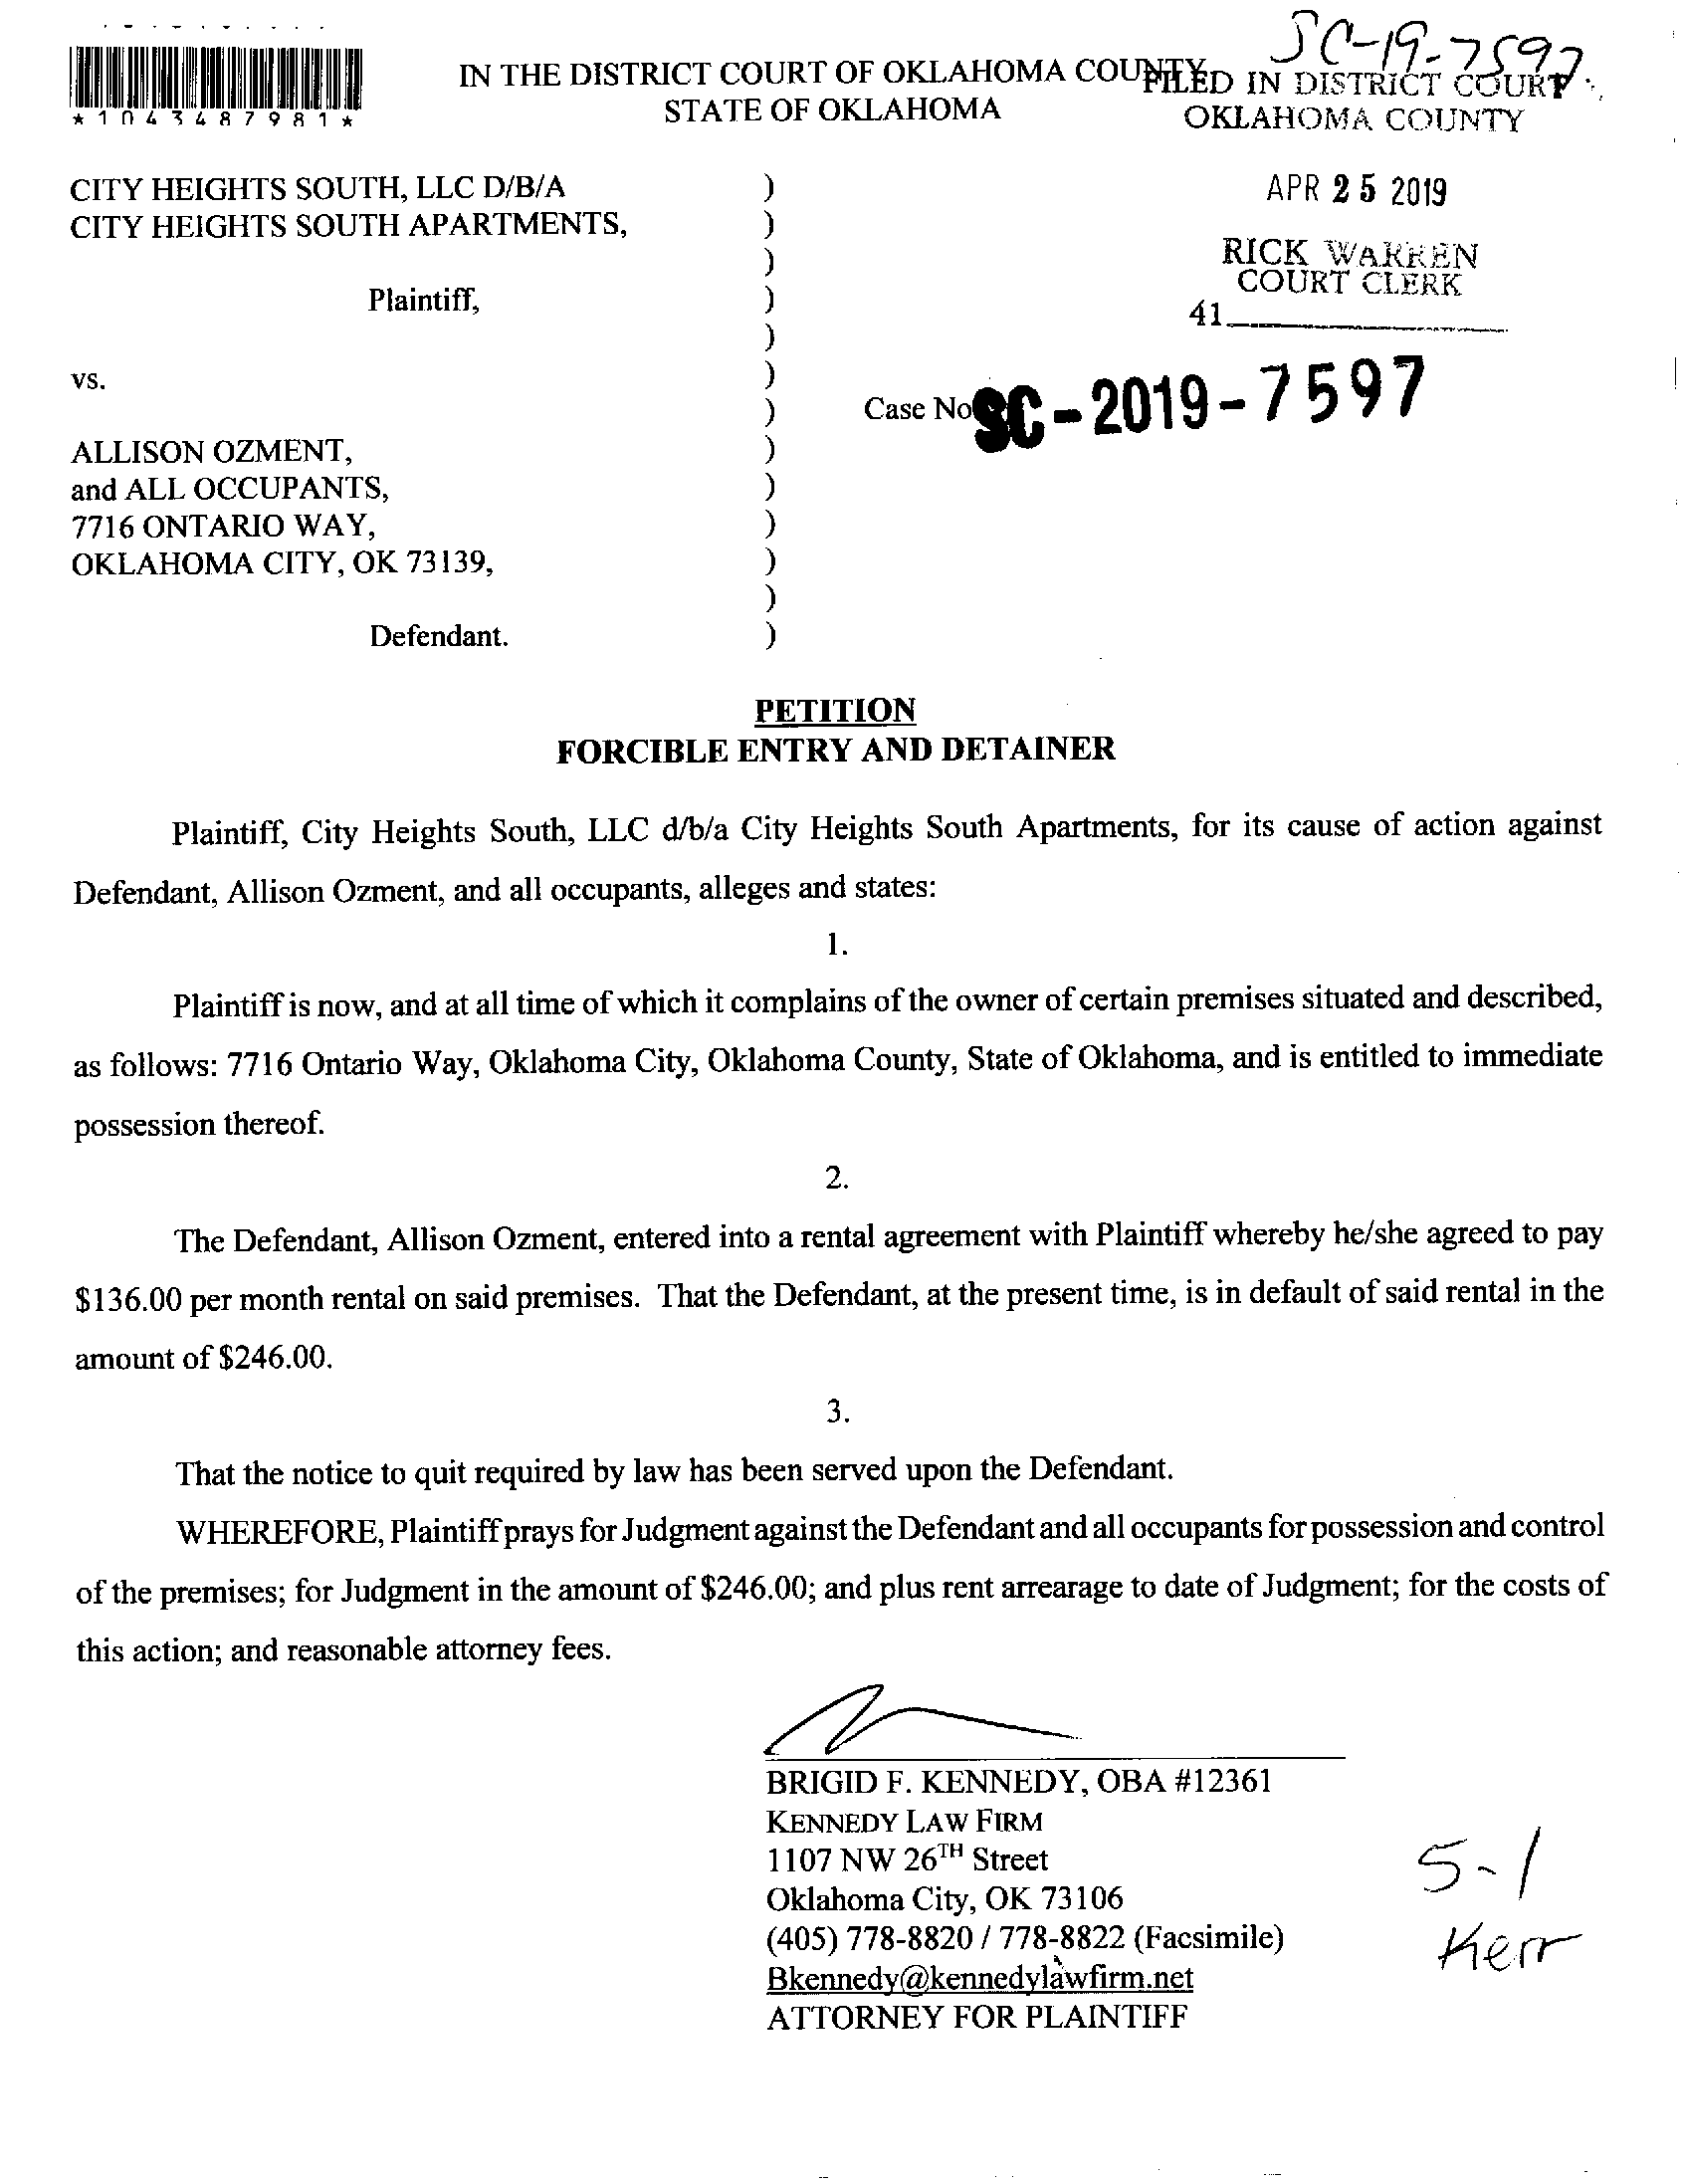 SC-19-7597
IN THE DISTRICT COURT OF OKLAHOMA COUNTY
STATE OF OKLAHOMA
*1043487981*
FILED IN DISTRICT COURT
OKLAHOMA COUNTY
APR 25 2019
RICK WARREN
COURT CLERK
41
CITY HEIGHTS SOUTH, LLC D/B/A )
CITY HEIGHTS SOUTH APARTMENTS, )
)
Plaintiff, )
)
vs. )
) Case No SC-2019-7597
ALLISON OZMENT, )
and ALL OCCUPANTS, )
7716 ONTARIO WAY, )
OKLAHOMA CITY, OK 73139, )
)
Defendant. )
PETITION
FORCIBLE ENTRY AND DETAINER
Plaintiff, City Heights South, LLC d/b/a City Heights South Apartments, for its cause of action against
Defendant, Allison Ozment, and all occupants, alleges and states:
1.
Plaintiff is now, and at all time of which it complains of the owner of certain premises situated and described,
as follows: 7716 Ontario Way, Oklahoma City, Oklahoma County, State of Oklahoma, and is entitled to immediate
possession thereof.
2.
The Defendant, Allison Ozment, entered into a rental agreement with Plaintiff whereby he/she agreed to pay
$136.00 per month rental on said premises. That the Defendant, at the present time, is in default of said rental in the
amount of $246.00.
3.
That the notice to quit required by law has been served upon the Defendant.
WHEREFORE, Plaintiff prays for Judgment against the Defendant and all occupants for possession and control
of the premises; for Judgment in the amount of $246.00; and plus rent arrearage to date of Judgment; for the costs of
this action; and reasonable attorney fees.
BRIGID F. KENNEDY, OBA #12361
KENNEDY LAW FIRM
1107 NW 26TH Street
Oklahoma City, OK 73106
(405) 778-8820 / 778-8822 (Facsimile)
Bkennedy@kennedylawfirm.net
ATTORNEY FOR PLAINTIFF
5-1
Kerr